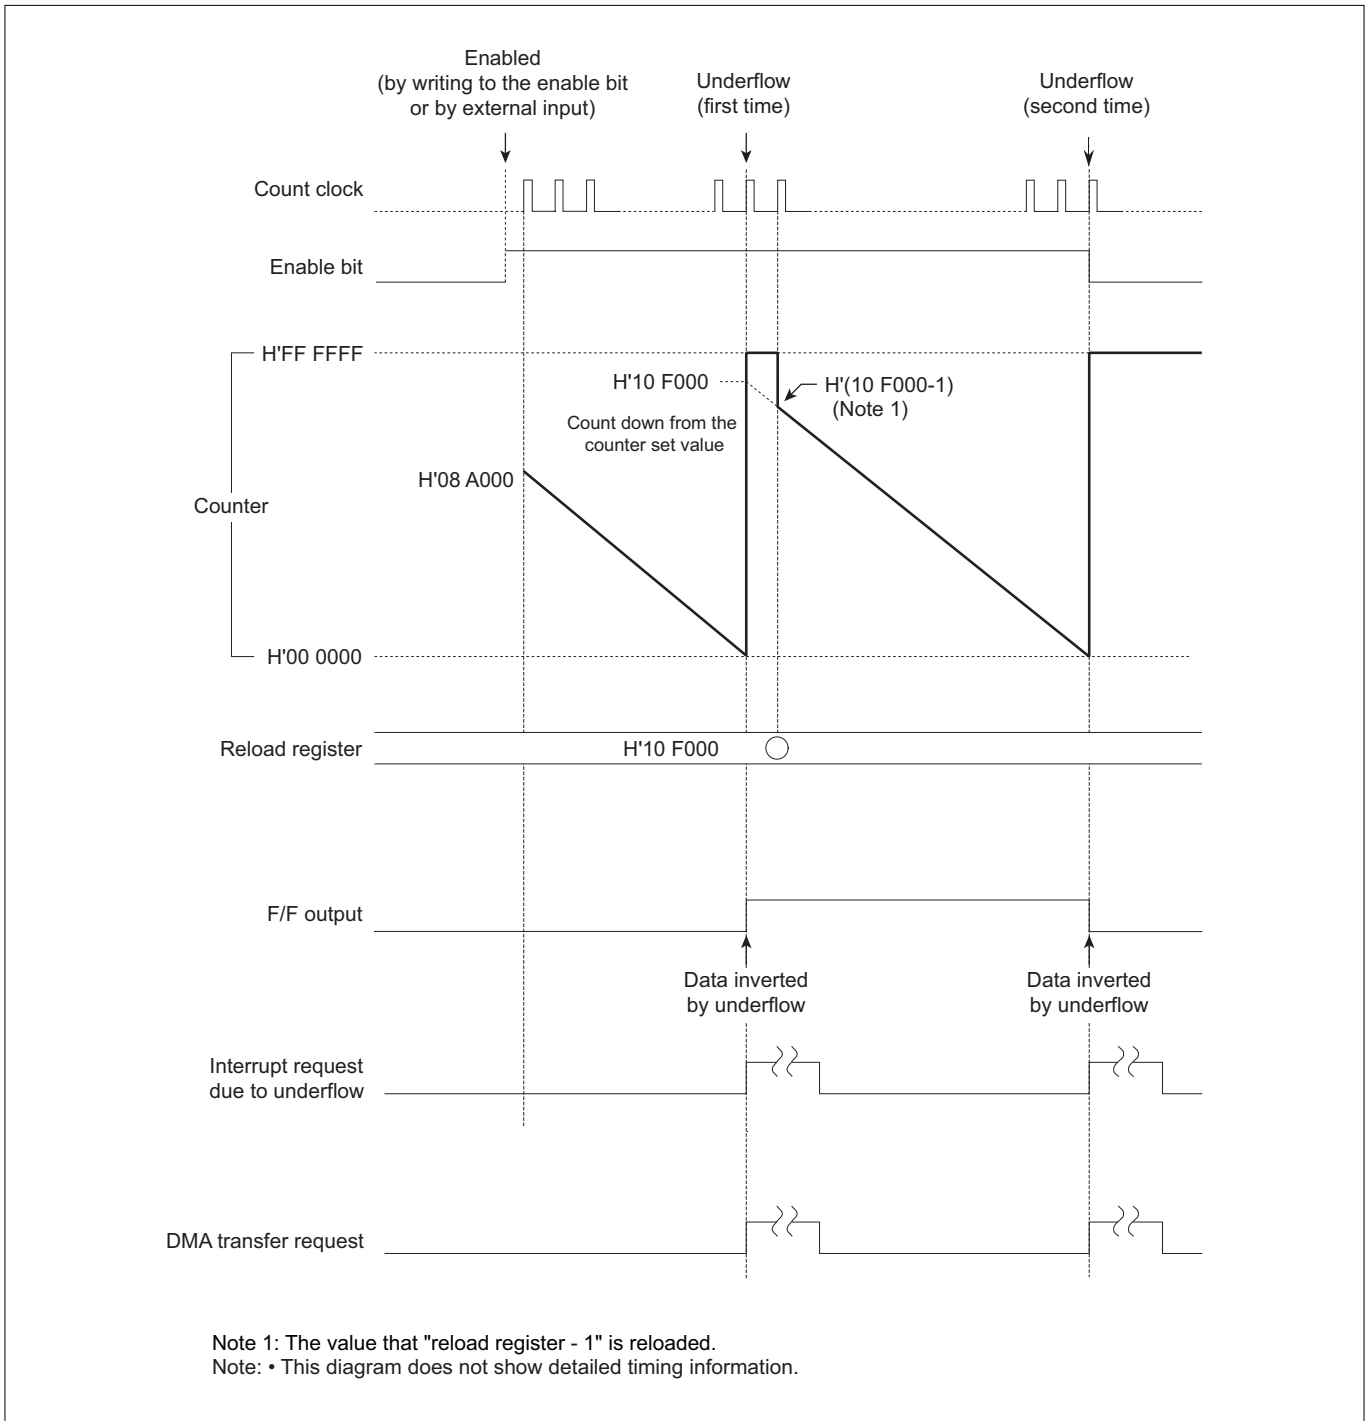 Enabled
(by writing to the enable bit
or by external input)
Underflow
(first time)
Underflow
(second time)
Count clock
Enable bit
H'FF FFFF
H'10 F000
H'(10 F000-1)
(Note 1)
Count down from the
counter set value
H'08 A000
Counter
H'00 0000
Reload register
H'10 F000
F/F output
Data inverted
by underflow
Data inverted
by underflow
Interrupt request
due to underflow
DMA transfer request
Note 1: The value that "reload register - 1" is reloaded.
Note: • This diagram does not show detailed timing information.